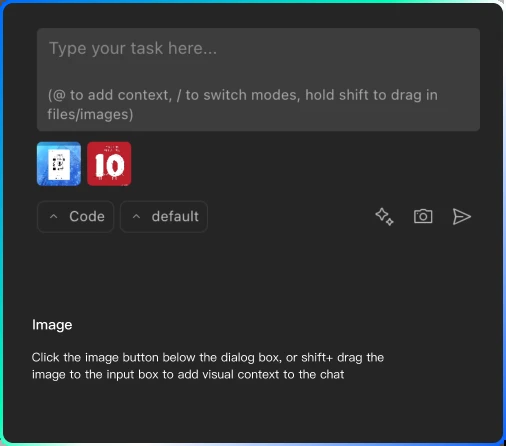 Type your task here...
(@ to add context, / to switch modes, hold shift to drag in
files/images)
10
Code
default
Image
Click the image button below the dialog box, or shift+ drag the
image to the input box to add visual context to the chat